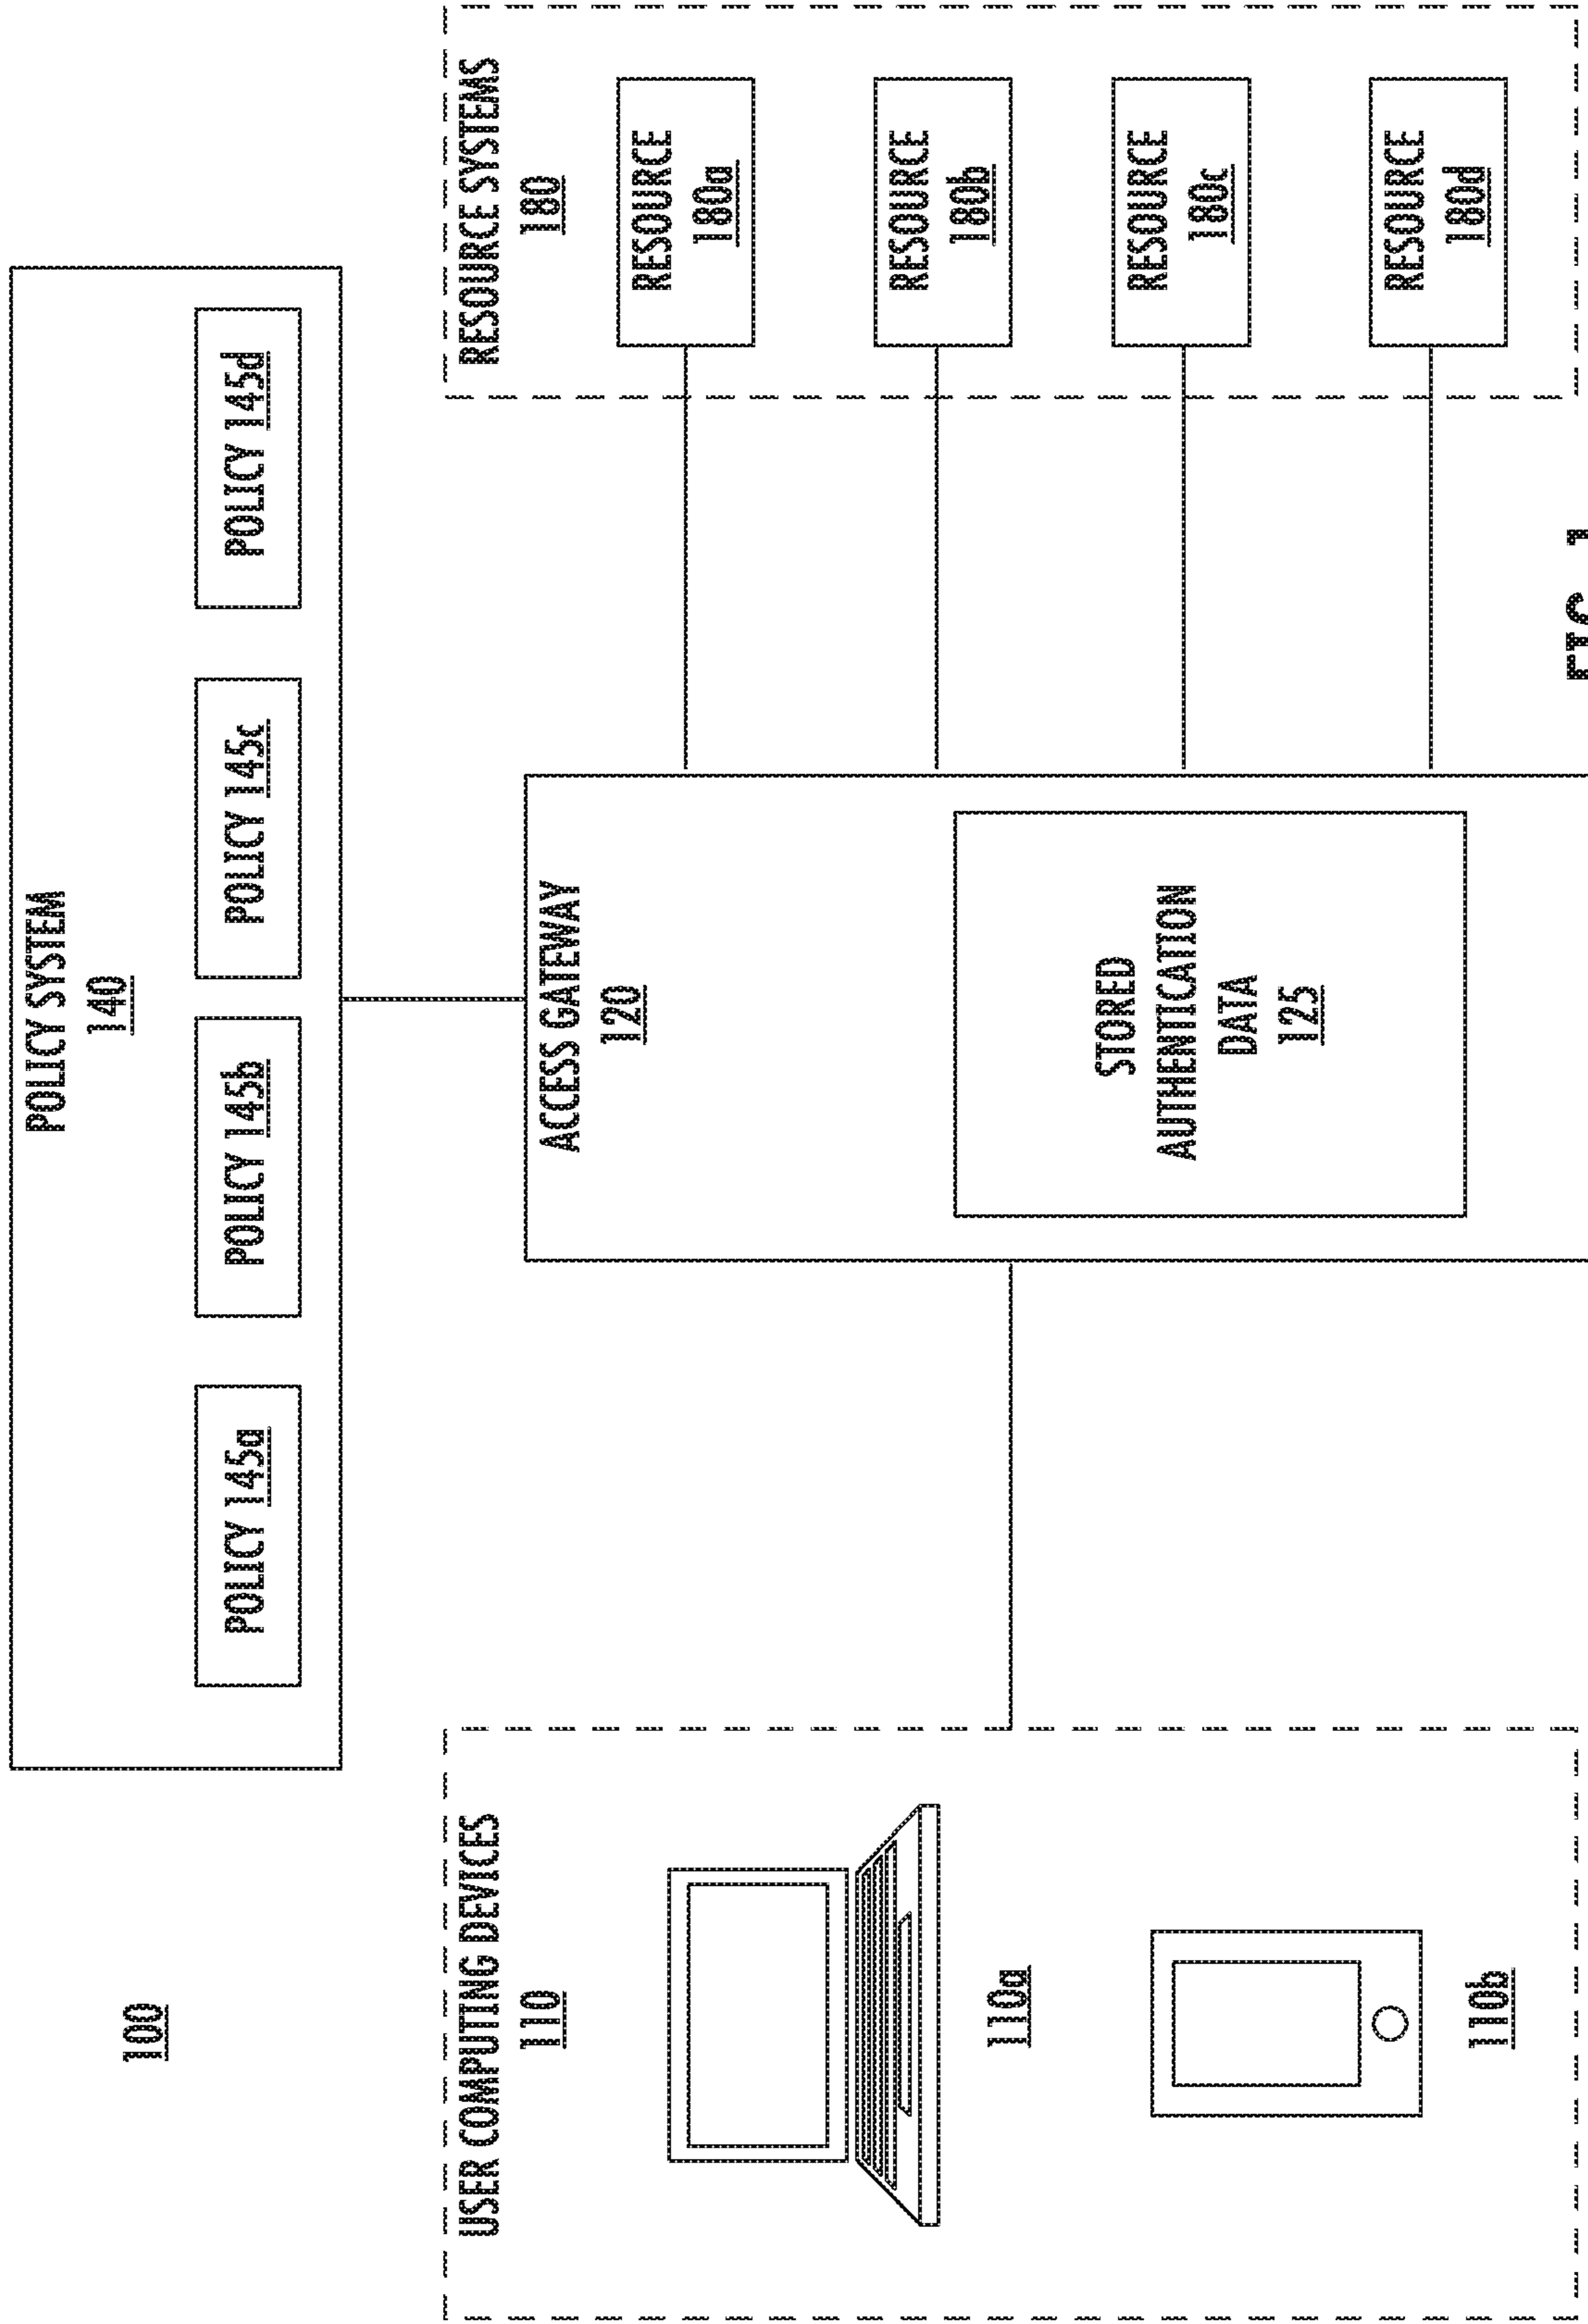 100
POLICY SYSTEM
140
POLICY 145a
POLICY 145b
POLICY 145c
POLICY 145d
USER COMPUTING DEVICES
110
110a
110b
ACCESS GATEWAY
120
STORED
AUTHENTICATION
DATA
125
RESOURCE SYSTEMS
180
RESOURCE
180a
RESOURCE
180b
RESOURCE
180c
RESOURCE
180d